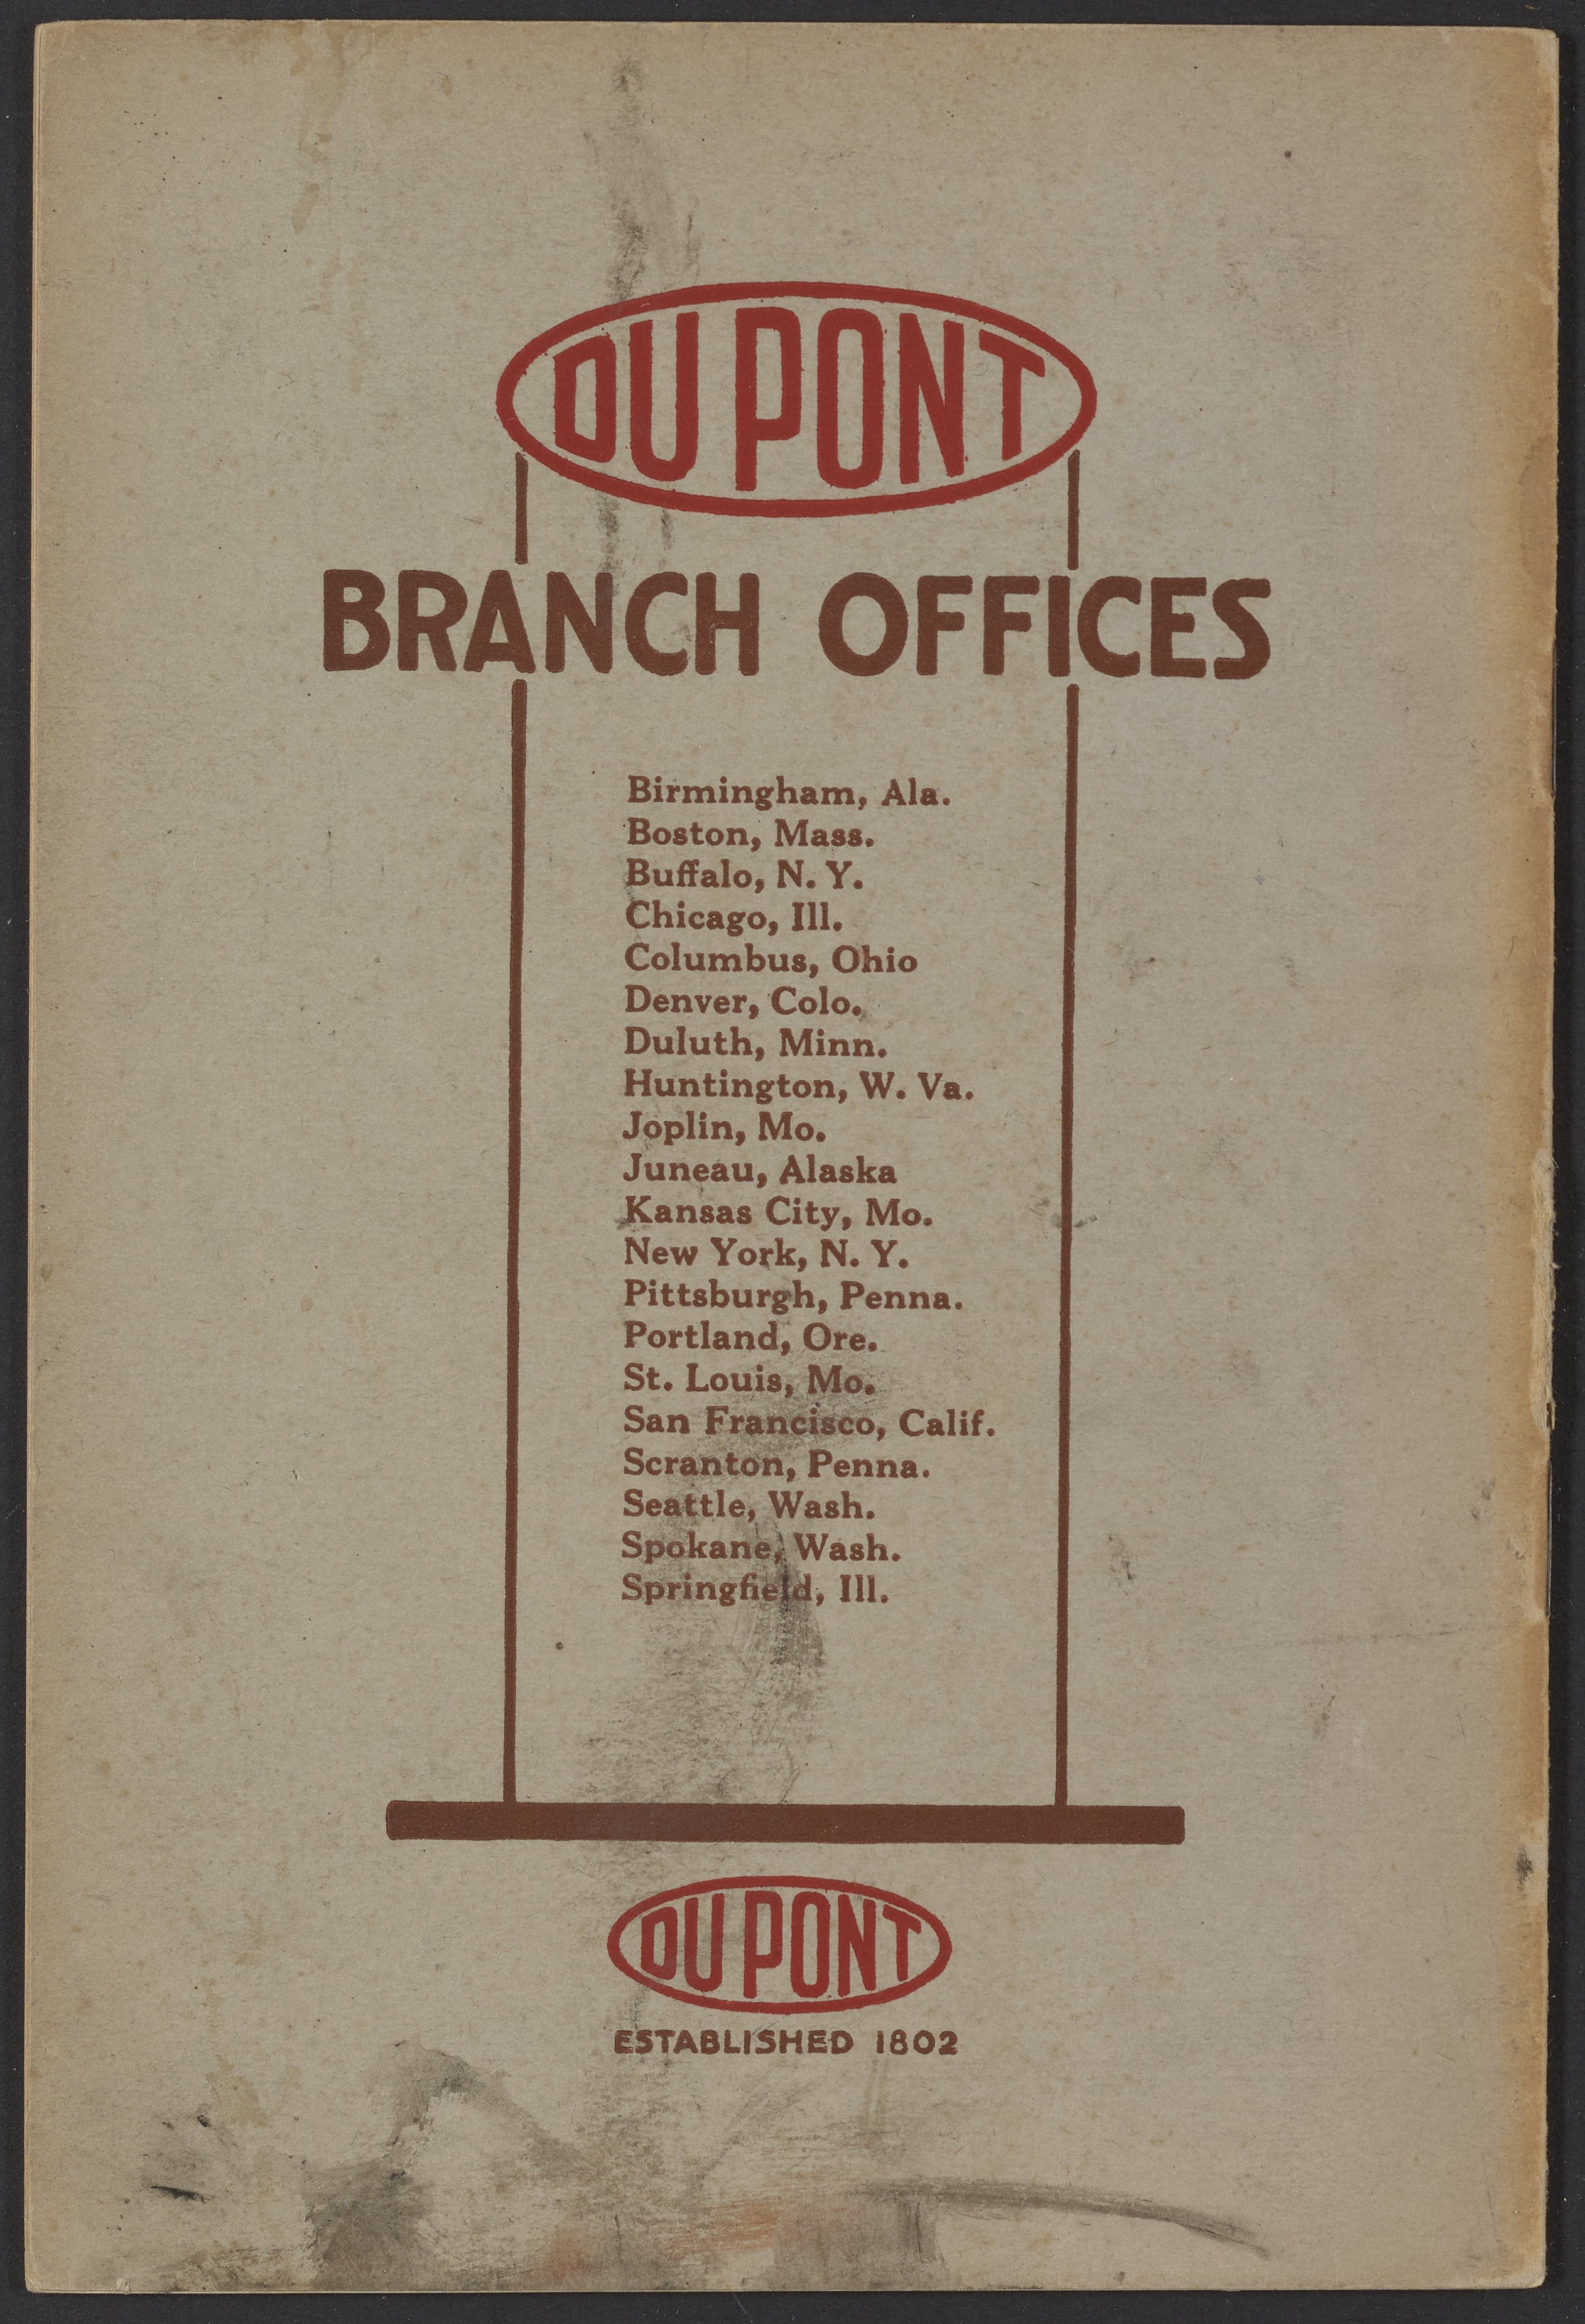 DU PONT
BRANCH OFFICES
Birmingham, Ala.
Boston, Mass.
Buffalo, N. Y.
Chicago, Ill.
Columbus, Ohio
Denver, Colo.
Duluth, Minn.
Huntington, W. Va.
Joplin, Mo.
Juneau, Alaska
Kansas City, Mo.
New York, N. Y.
Pittsburgh, Penna.
Portland, Ore.
St. Louis, Mo.
San Francisco, Calif.
Scranton, Penna.
Seattle, Wash.
Spokane, Wash.
Springfield, Ill.
DU PONT
ESTABLISHED 1802